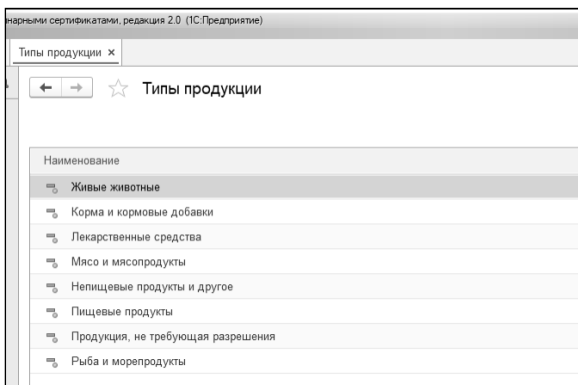 ными сертификатами, редакция 2.0 (1С:Предприятие)
Типы продукции ×
Типы продукции
Наименование
Живые животные
Корма и кормовые добавки
Лекарственные средства
Мясо и мясопродукты
Непищевые продукты и другое
Пищевые продукты
Продукция, не требующая разрешения
Рыба и морепродукты